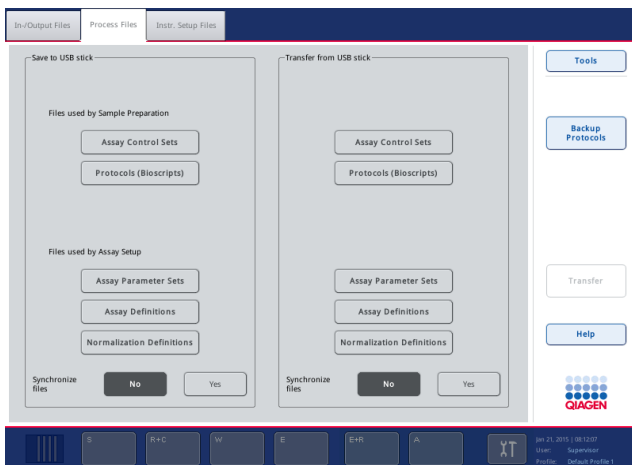 In-/Output Files
Process Files
Instr. Setup Files
Save to USB stick
Transfer from USB stick
Tools
Files used by Sample Preparation
Backup
Protocols
Assay Control Sets
Assay Control Sets
Protocols (Bioscripts)
Protocols (Bioscripts)
Files used by Assay Setup
Assay Parameter Sets
Assay Parameter Sets
Transfer
Assay Definitions
Assay Definitions
Normalization Definitions
Normalization Definitions
Help
Synchronize
files
No
Yes
Synchronize
files
No
Yes
QIAGEN
S
R+C
W
E
E+R
A
Jan 21, 2015 | 08:12:07
User: Supervisor
Profile: Default Profile 1